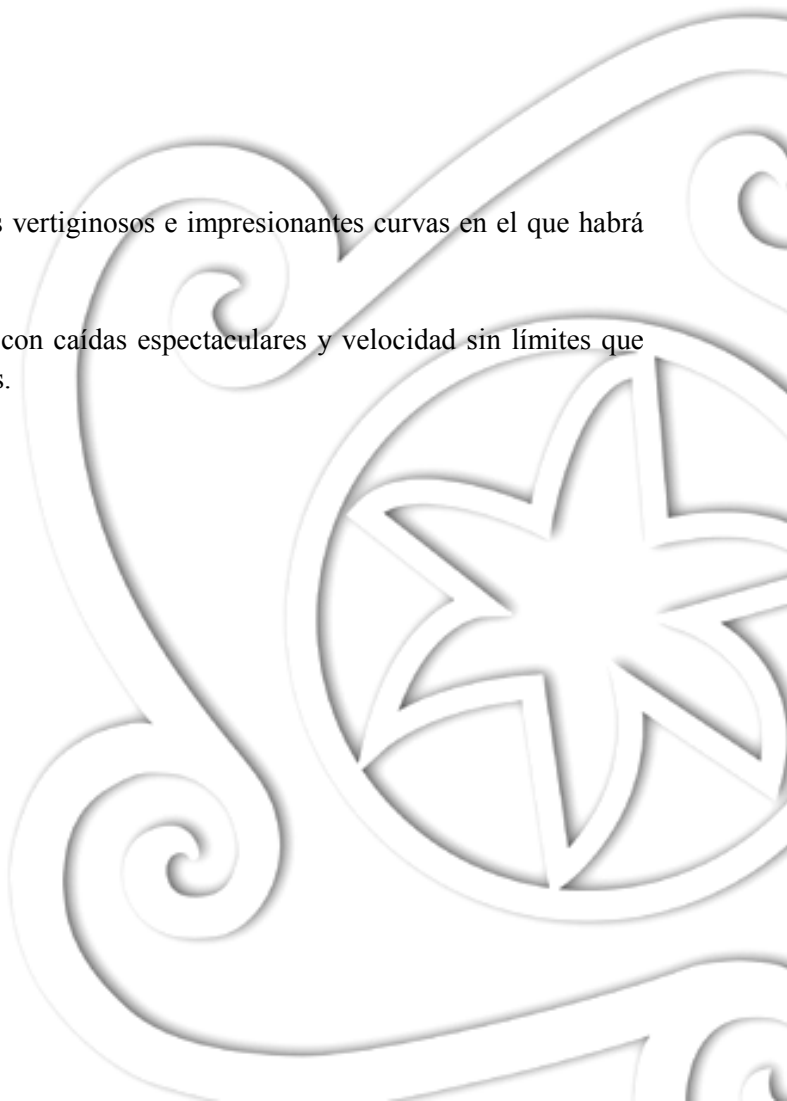 vertiginosos e impresionantes curvas en el que habrá
con caídas espectaculares y velocidad sin límites que